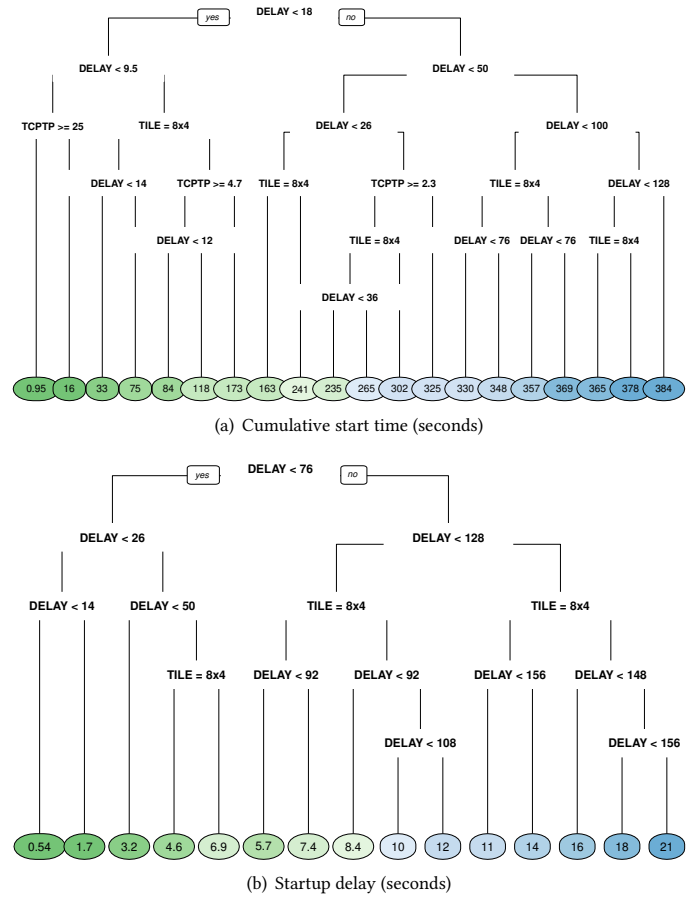 DELAY < 18
yes no
DELAY < 9.5 DELAY < 50
TCPTP >= 25 TILE = 8x4 DELAY < 26 DELAY < 100
DELAY < 14 TCPTP >= 4.7 TILE = 8x4 TCPTP >= 2.3 TILE = 8x4 DELAY < 128
DELAY < 12 TILE = 8x4 DELAY < 76 DELAY < 76 TILE = 8x4
DELAY < 36
0.95 16 33 75 84 118 173 163 241 235 265 302 325 330 348 357 369 365 378 384
(a) Cumulative start time (seconds)
DELAY < 76
yes no
DELAY < 26 DELAY < 128
DELAY < 14 DELAY < 50 TILE = 8x4 TILE = 8x4
TILE = 8x4 DELAY < 92 DELAY < 92 DELAY < 156 DELAY < 148
DELAY < 108 DELAY < 156
0.54 1.7 3.2 4.6 6.9 5.7 7.4 8.4 10 12 11 14 16 18 21
(b) Startup delay (seconds)